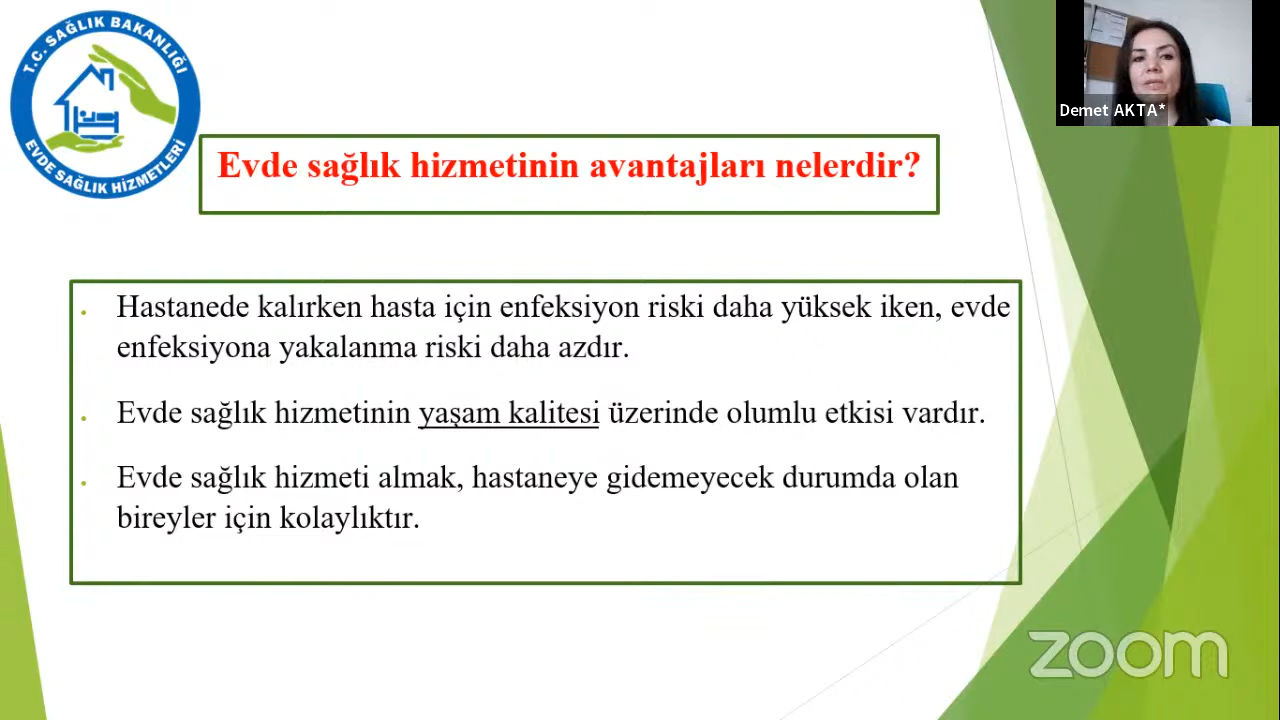 T.C. SAĞLIK BAKANLIĞI
EVDE SAĞLIK HİZMETLERİ
Demet AKTA*
Evde sağlık hizmetinin avantajları nelerdir?
Hastanede kalırken hasta için enfeksiyon riski daha yüksek iken, evde
enfeksiyona yakalanma riski daha azdır.
Evde sağlık hizmetinin yaşam kalitesi üzerinde olumlu etkisi vardır.
Evde sağlık hizmeti almak, hastaneye gidemeyecek durumda olan
bireyler için kolaylıktır.
zoom